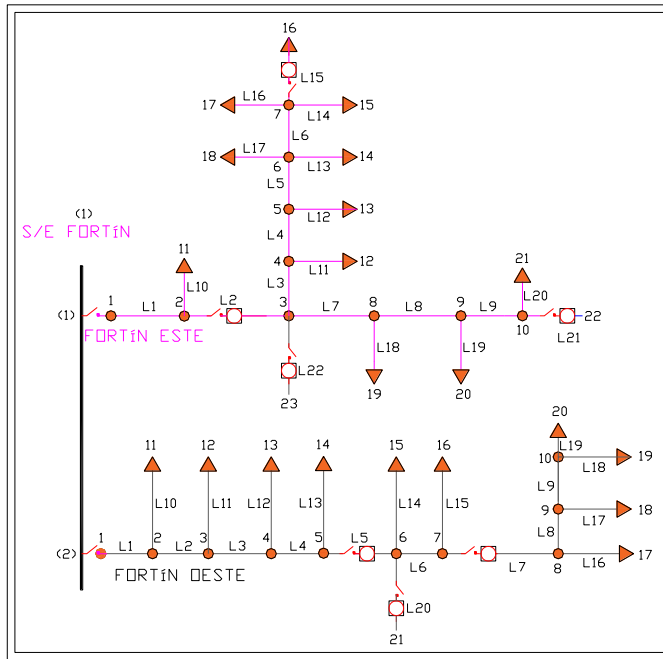 16
L15
17
L16
7
L14
15
L6
18
L17
6
L13
14
L5
5
L12
13
(1)
S/E FORTíN
L4
11
4
L11
12
21
L10
L3
L20
(1)
1
L1
2
L2
3
L7
8
L8
9
L9
10
22
FORTíN ESTE
L21
L18
L19
L22
23
19
20
20
11
12
13
14
15
16
10
L19
L18
19
L10
L11
L12
L13
L14
L15
L9
9
L17
18
(2)
1
L1
2
L2
3
L3
4
L4
5
L5
6
L6
7
L7
8
L8
L16
17
FORTíN OESTE
L20
21